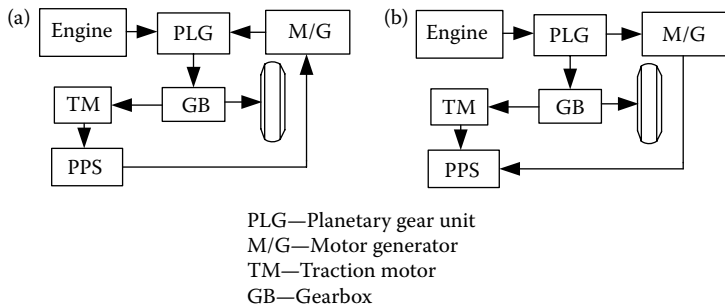 (a)
Engine
PLG
M/G
TM
GB
PPS
(b)
Engine
PLG
M/G
TM
GB
PPS
PLG—Planetary gear unit
M/G—Motor generator
TM—Traction motor
GB—Gearbox